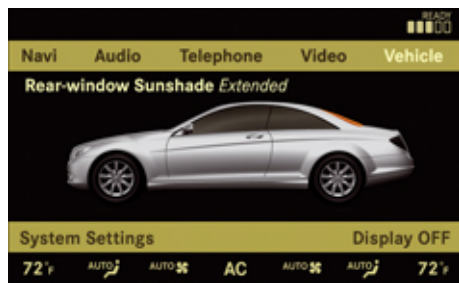 READY
Navi Audio Telephone Video Vehicle
Rear-window Sunshade Extended
System Settings Display OFF
72°F AUTO AUTO AC AUTO AUTO 72°F